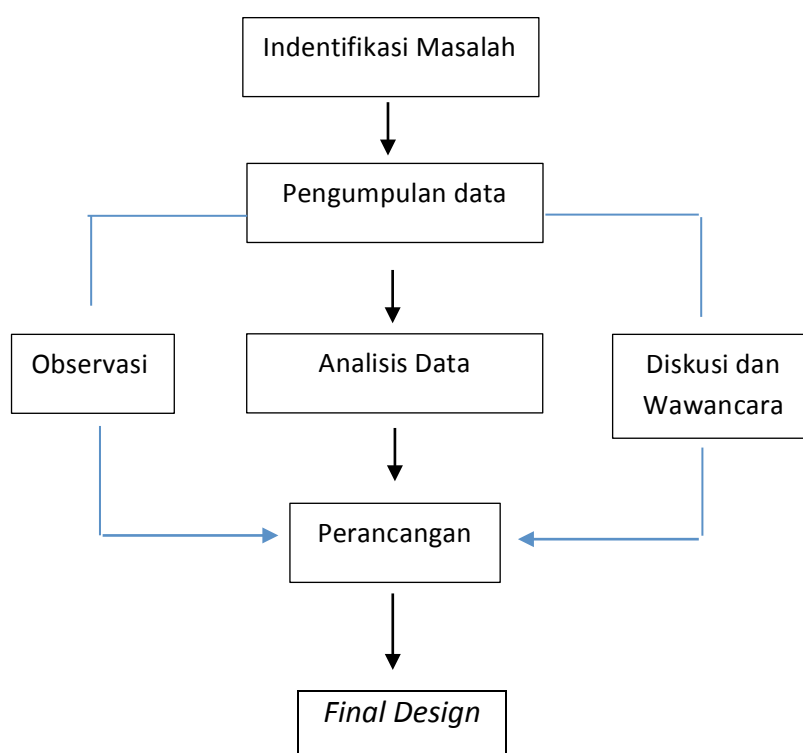 Indentifikasi Masalah
Pengumpulan data
Observasi
Analisis Data
Diskusi dan
Wawancara
Perancangan
Final Design